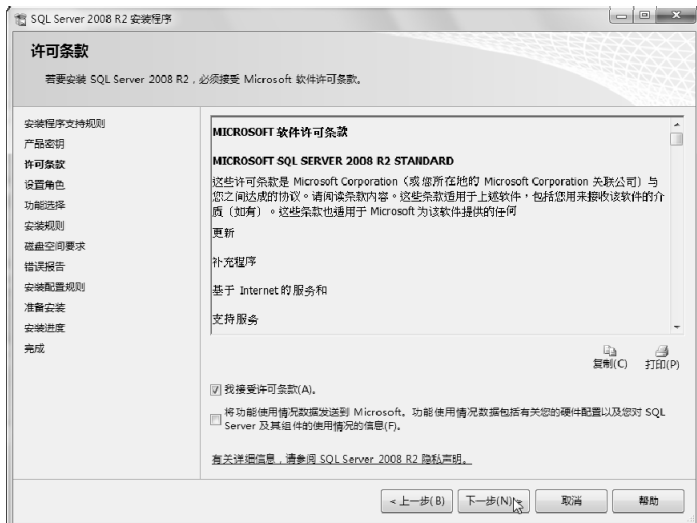 SQL Server 2008 R2 安装程序
许可条款
若要安装 SQL Server 2008 R2，必须接受 Microsoft 软件许可条款。
安装程序支持规则
产品密钥
许可条款
设置角色
功能选择
安装规则
磁盘空间要求
错误报告
安装配置规则
准备安装
安装进度
完成
MICROSOFT 软件许可条款
MICROSOFT SQL SERVER 2008 R2 STANDARD
这些许可条款是 Microsoft Corporation（或您所在地的 Microsoft Corporation 关联公司）与
您之间达成的协议。请阅读条款内容。这些条款适用于上述软件，包括您用来接收该软件的介
质（如有）。这些条款也适用于 Microsoft 为该软件提供的任何
更新
补充程序
基于 Internet 的服务和
支持服务
复制(C) 打印(P)
我接受许可条款(A)。
将功能使用情况数据发送到 Microsoft。功能使用情况数据包括有关您的硬件配置以及您对 SQL
Server 及其组件的使用情况的信息(F)。
有关详细信息，请参阅 SQL Server 2008 R2 隐私声明。
<上一步(B) 下一步(N)> 取消 帮助